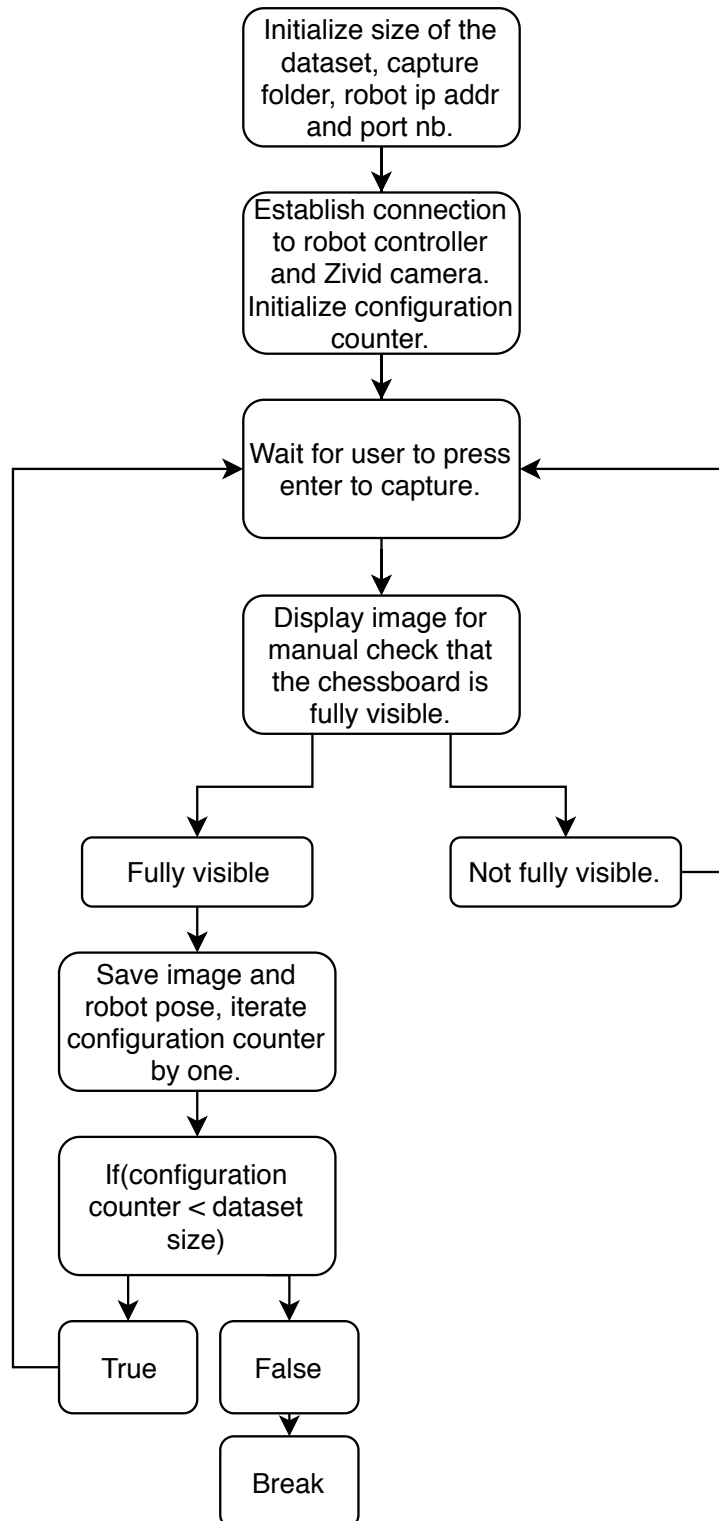 Initialize size of the
dataset, capture
folder, robot ip addr
and port nb.
Establish connection
to robot controller
and Zivid camera.
Initialize configuration
counter.
Wait for user to press
enter to capture.
Display image for
manual check that
the chessboard is
fully visible.
Fully visible
Not fully visible.
Save image and
robot pose, iterate
configuration counter
by one.
If(configuration
counter < dataset
size)
True
False
Break